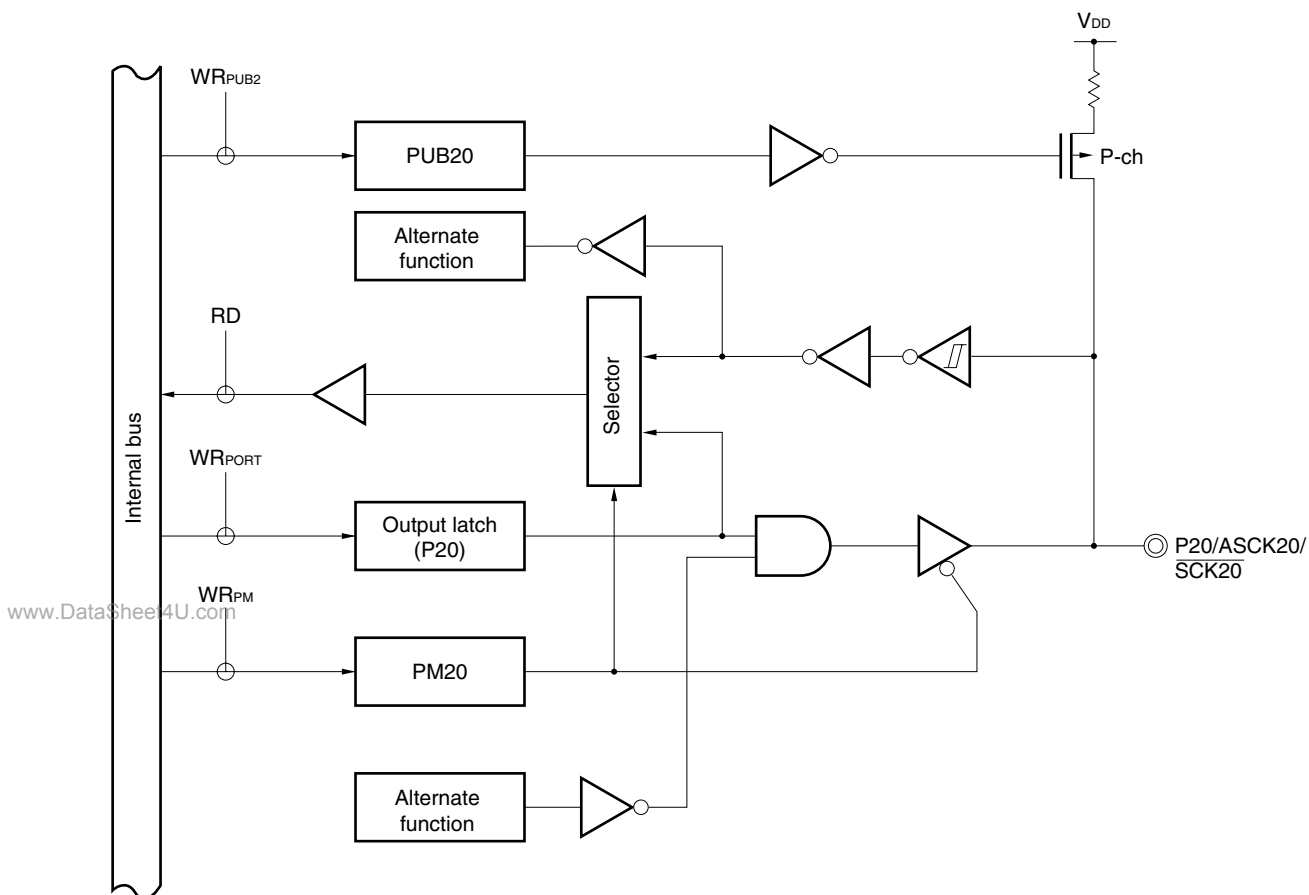 VDD
WRPUB2
PUB20
P-ch
Alternate
function
RD
Selector
Internal bus
WRPORT
Output latch
(P20)
P20/ASCK20/
SCK20
WRPM
www.DataSheet4U.com
PM20
Alternate
function